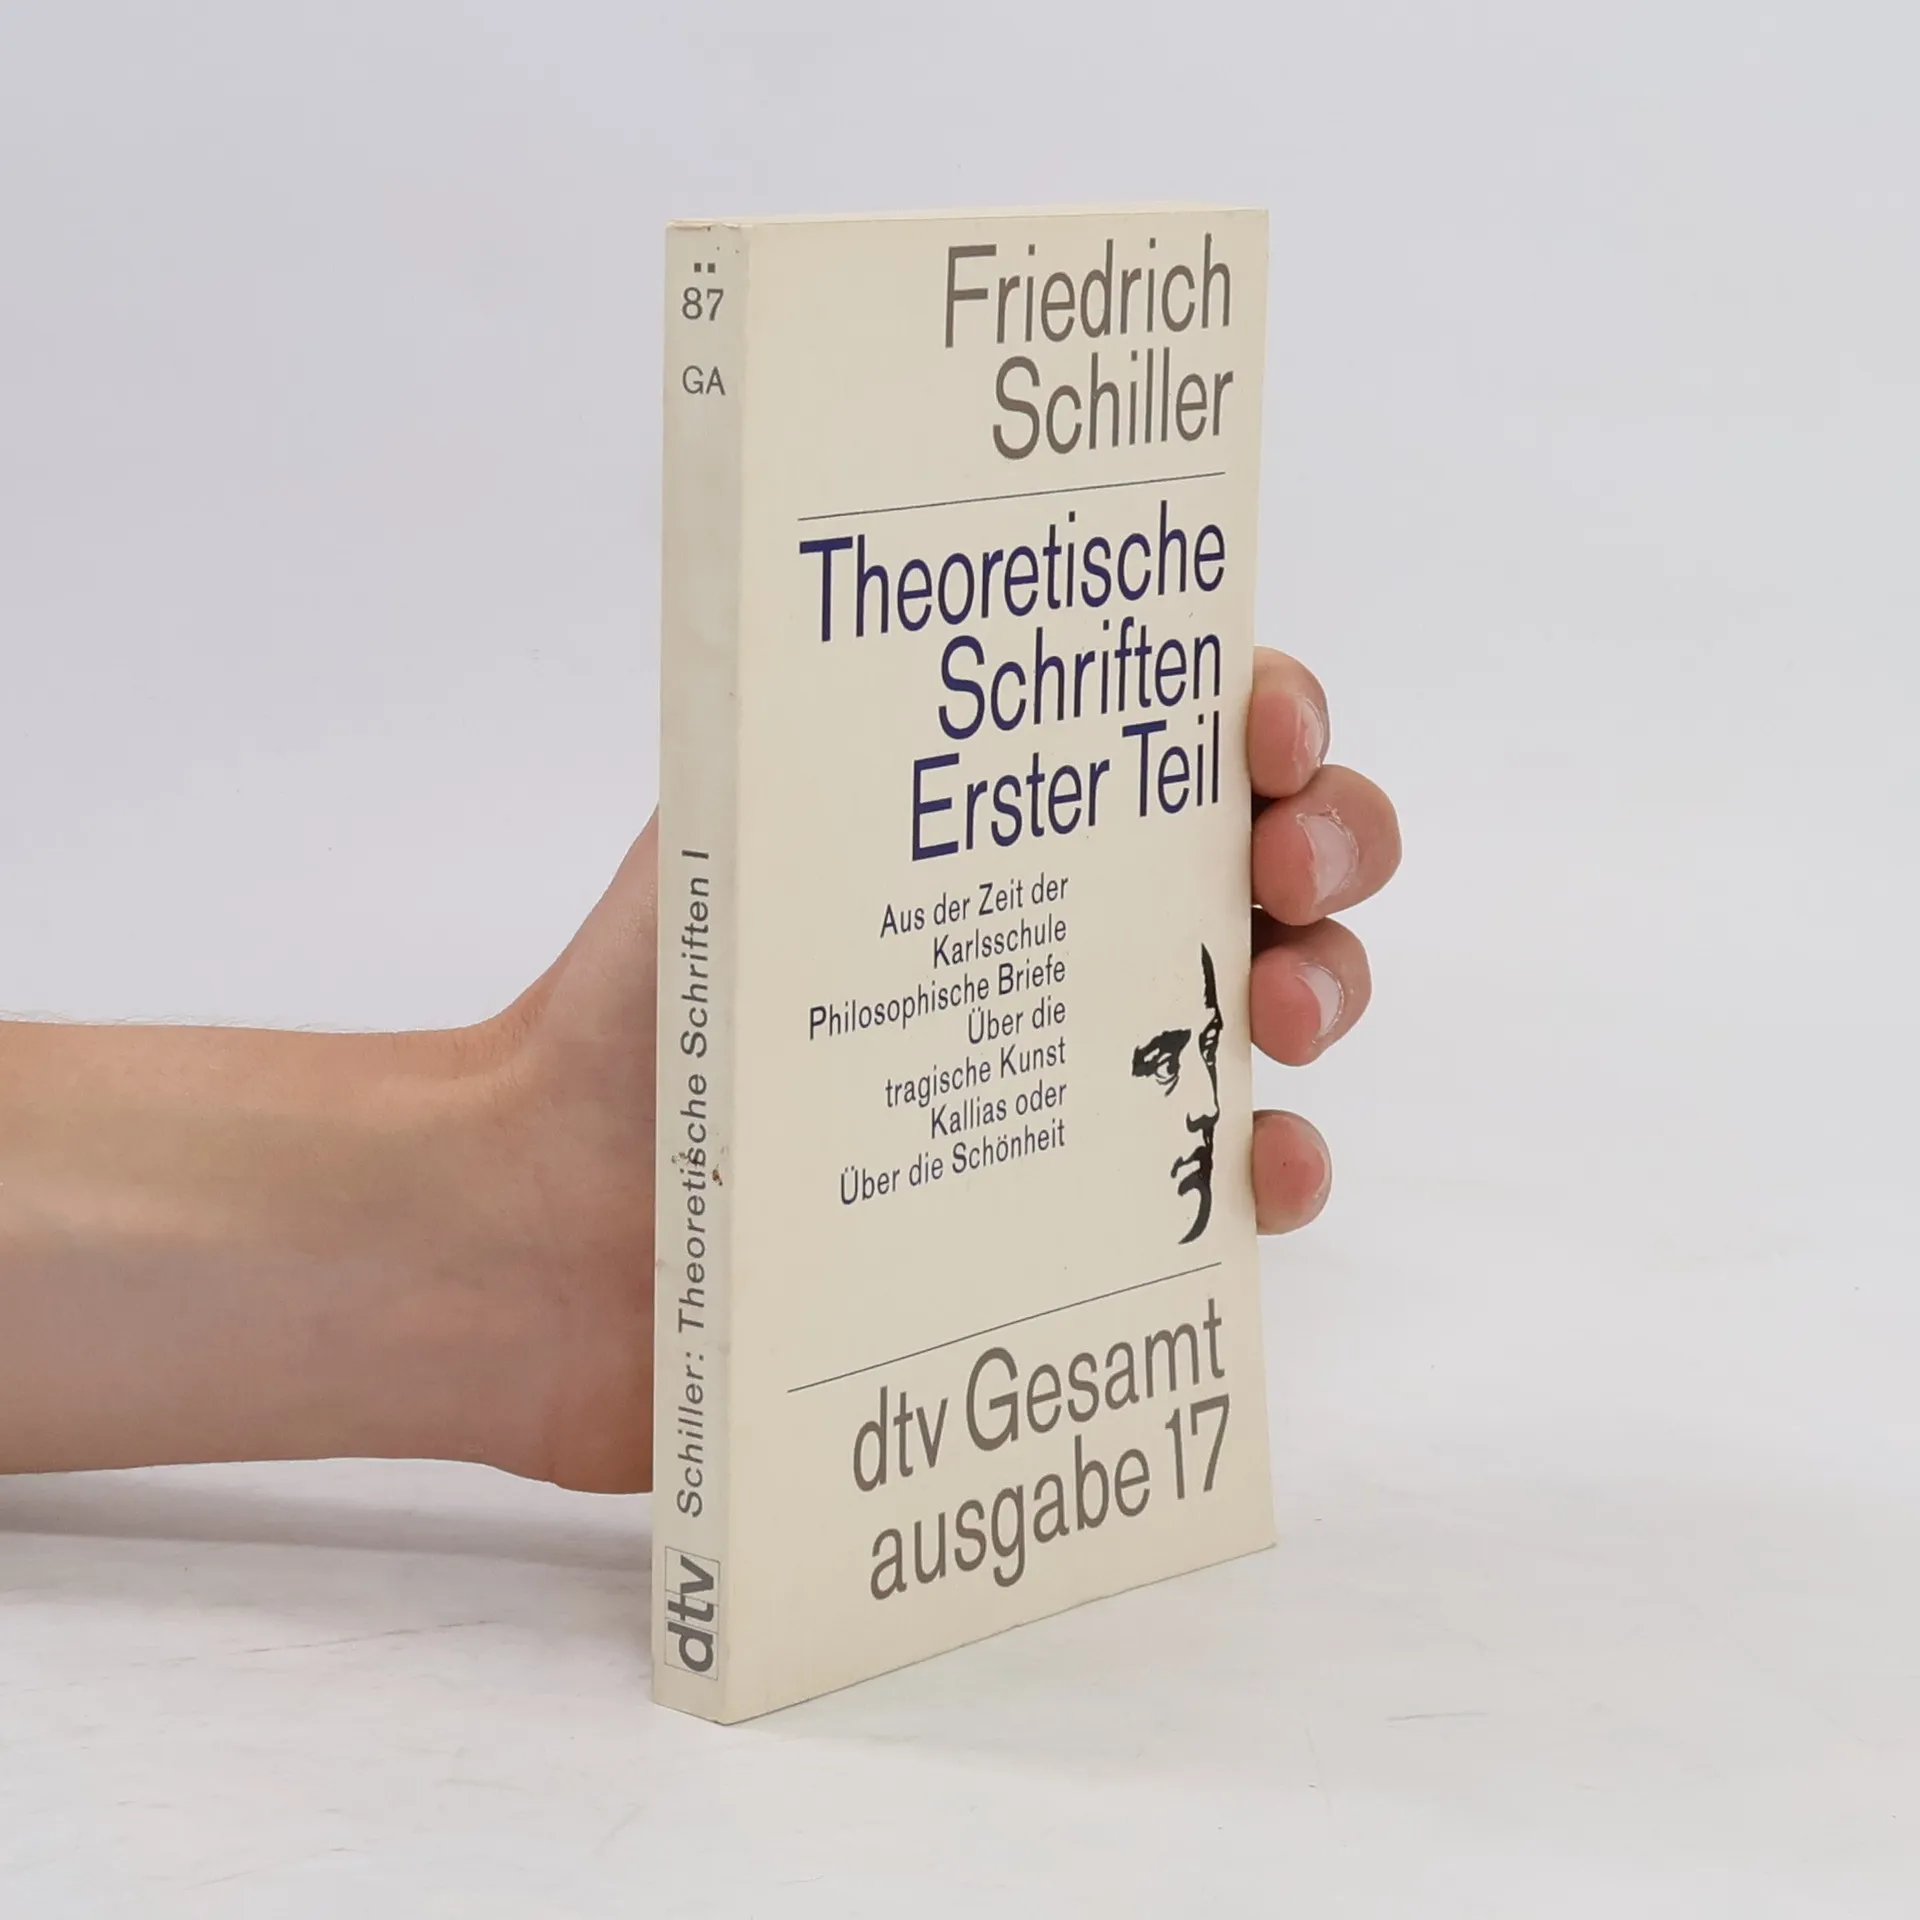 87
GA
Schiller: Theoretische Schriften I
dtv
Friedrich
Schiller
Theoretische
Schriften
Erster Teil
Aus der Zeit der
Karlsschule
Philosophische Briefe
Über die
tragische Kunst
Kallias oder
Über die Schönheit
dtv Gesamt
ausgabe 17